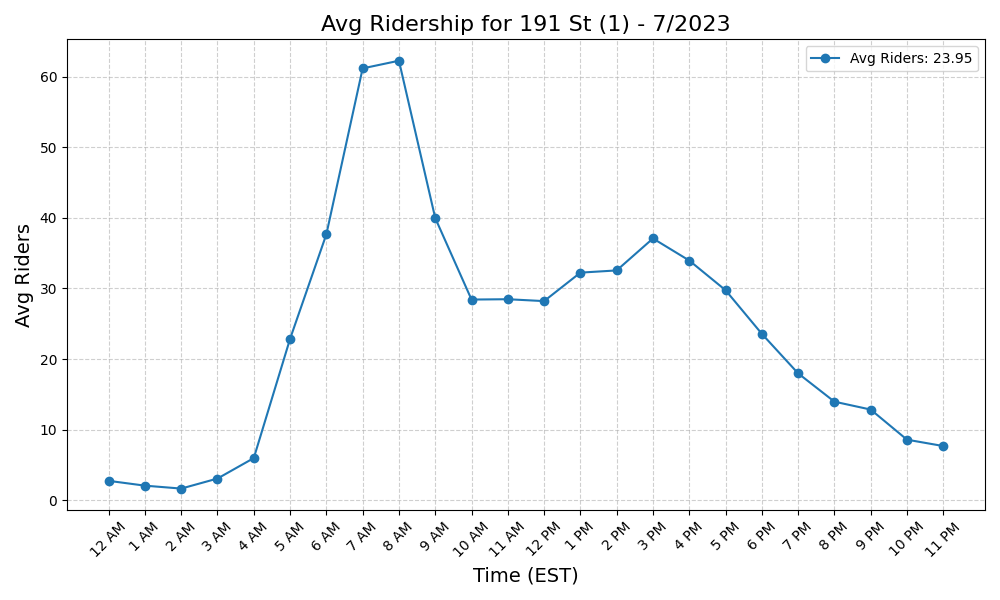 Avg Ridership for 191 St (1) - 7/2023
Avg Riders: 23.95
Avg Riders
60
50
40
30
20
10
0
12 AM
1 AM
2 AM
3 AM
4 AM
5 AM
6 AM
7 AM
8 AM
9 AM
10 AM
11 AM
12 PM
1 PM
2 PM
3 PM
4 PM
5 PM
6 PM
7 PM
8 PM
9 PM
10 PM
11 PM
Time (EST)